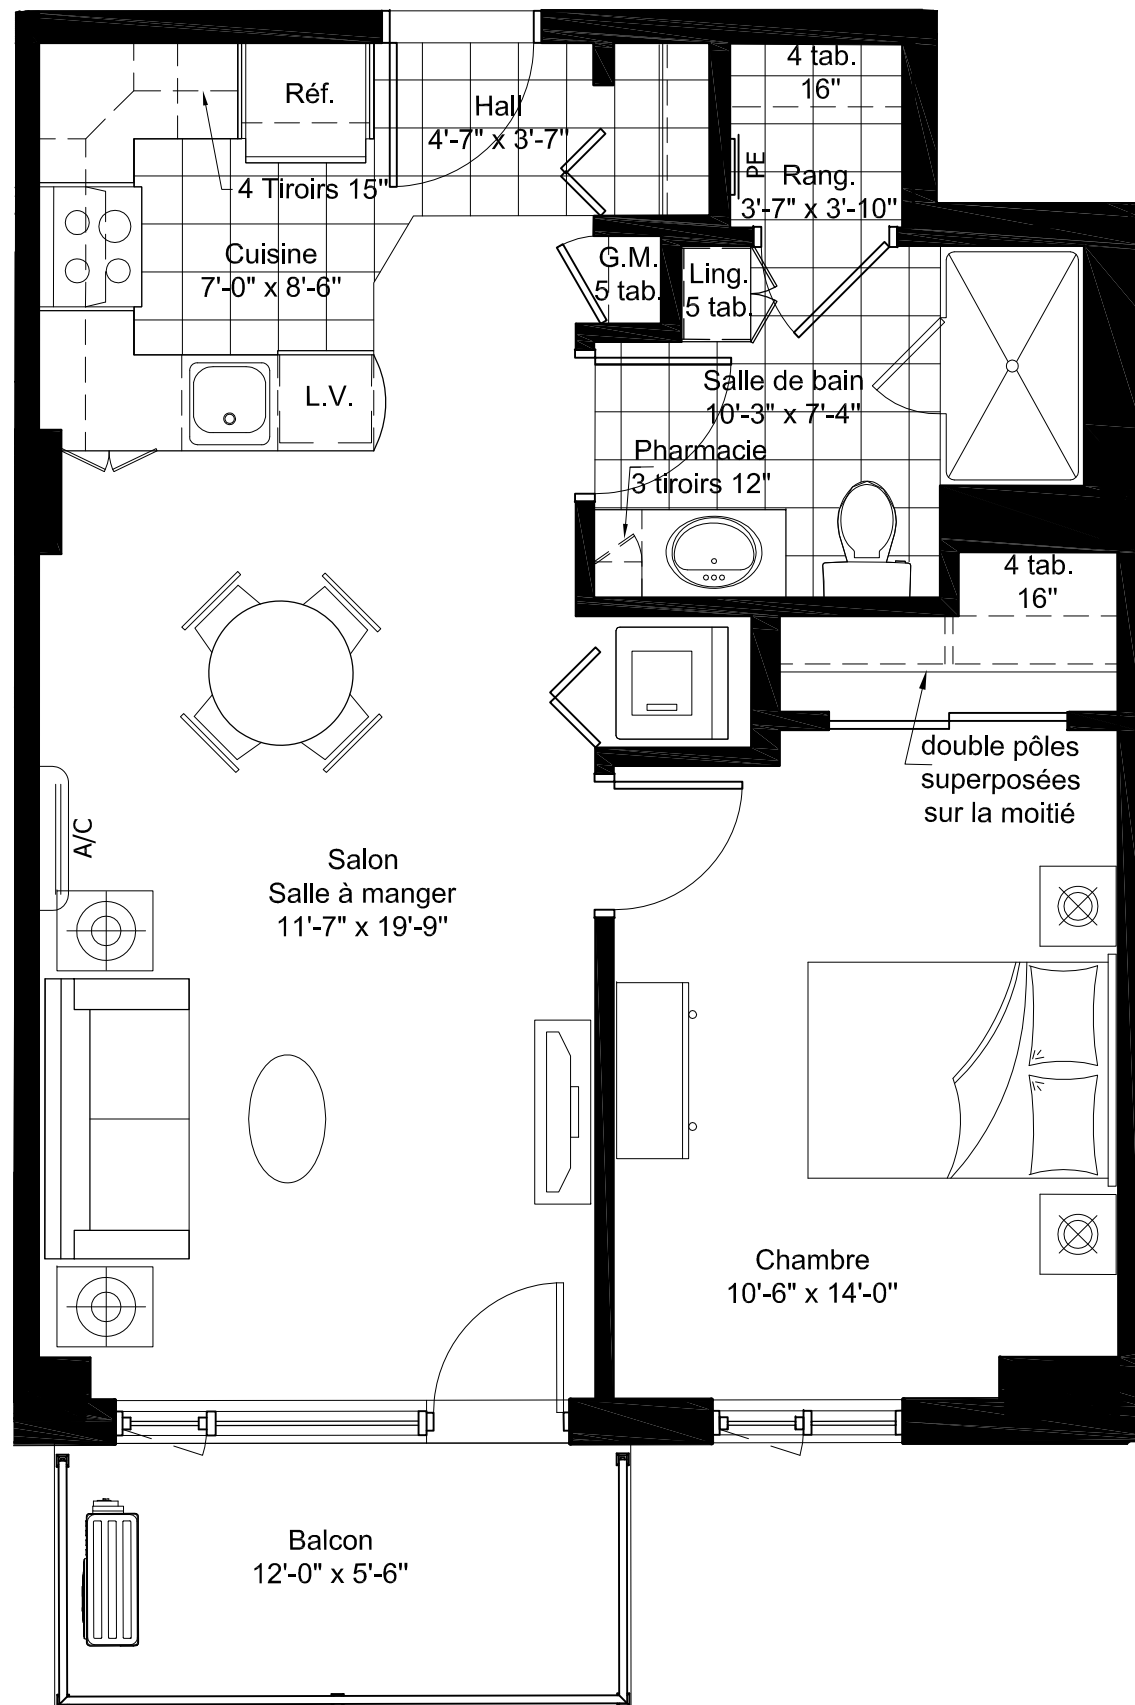 4 tab.
16"
Réf.
Hall
4'-7" x 3'-7"
PE
Rang.
3'-7" x 3'-10"
4 Tiroirs 15"
Cuisine
7'-0" x 8'-6"
G.M.
5 tab.
Ling.
5 tab.
L.V.
Salle de bain
10'-3" x 7'-4"
Pharmacie
3 tiroirs 12"
4 tab.
16"
double pôles
superposées
sur la moitié
A/C
Salon
Salle à manger
11'-7" x 19'-9"
Chambre
10'-6" x 14'-0"
Balcon
12'-0" x 5'-6"